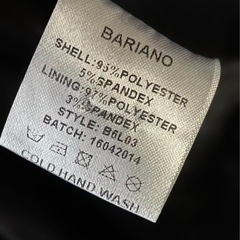 BARIANO
SHELL:95%POLYESTER
5%SPANDEX
LINING:97%POLYESTER
3%SPANDEX
STYLE: B6L03
BATCH: 16042014
COLD HAND WASH